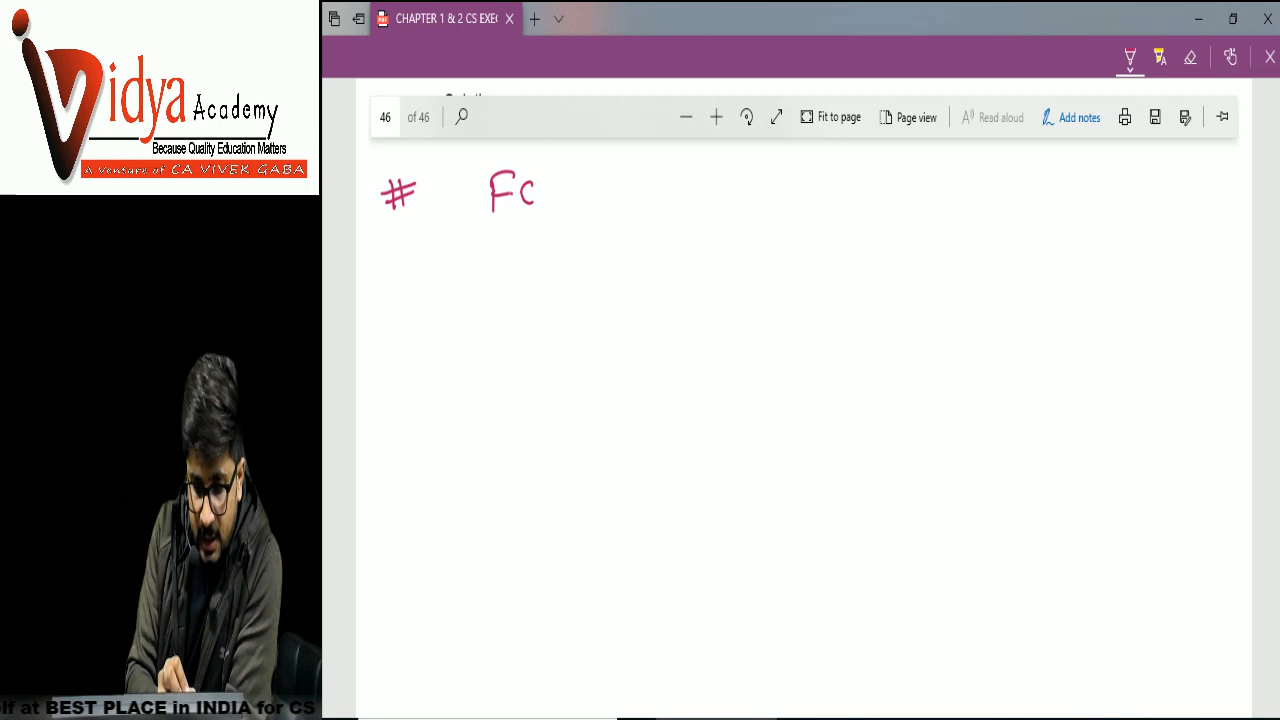 CHAPTER 1 & 2 CS EXEC
46 of 46
Fit to page
Page view
Read aloud
Add notes
Vidya Academy
Because Quality Education Matters
A Venture of CA VIVEK GABA
# FC
elf at BEST PLACE in INDIA for CS